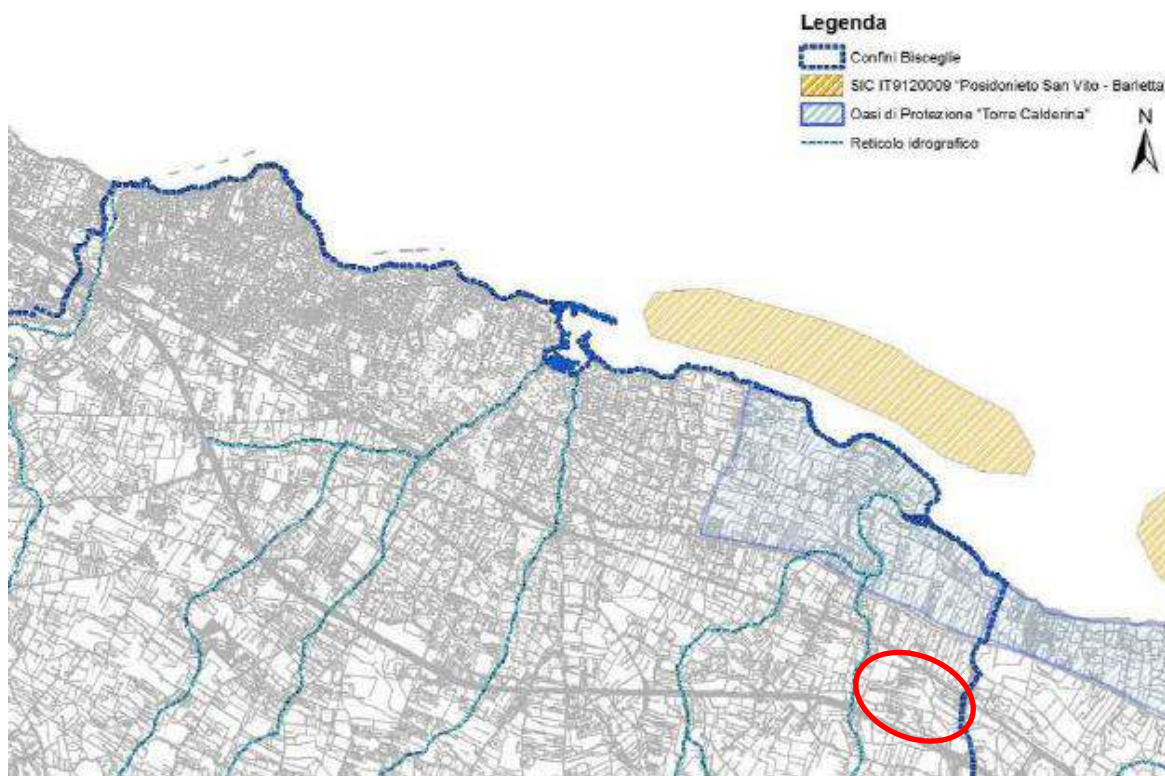 Legenda
Confini Bisceglie
SIC IT9120009 "Posidonieto San Vito - Barletta
Oasi di Protezione "Torre Calderina"
N
Reticolo idrografico